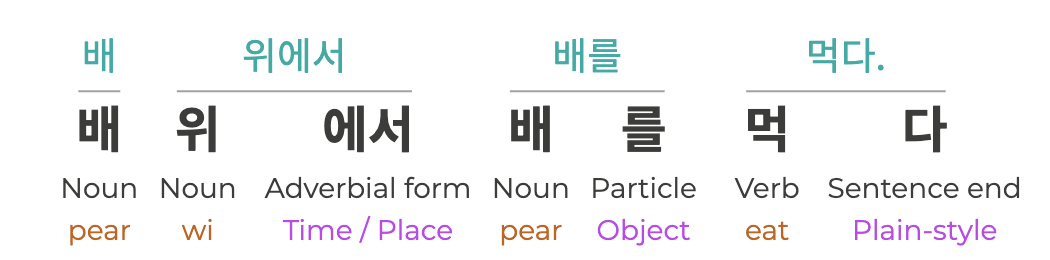 배 위에서 배를 먹다.
배 위 에서 배 를 먹 다
Noun Noun Adverbial form Noun Particle Verb Sentence end
pear wi Time / Place pear Object eat Plain-style